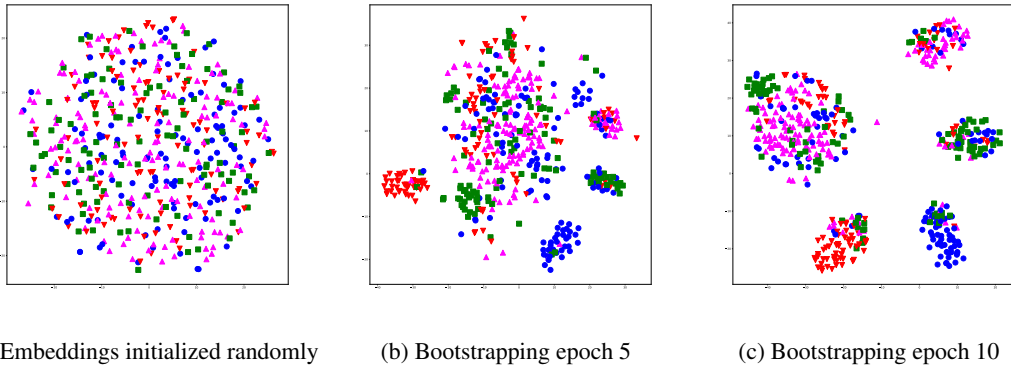 Embeddings initialized randomly
(b) Bootstrapping epoch 5
(c) Bootstrapping epoch 10